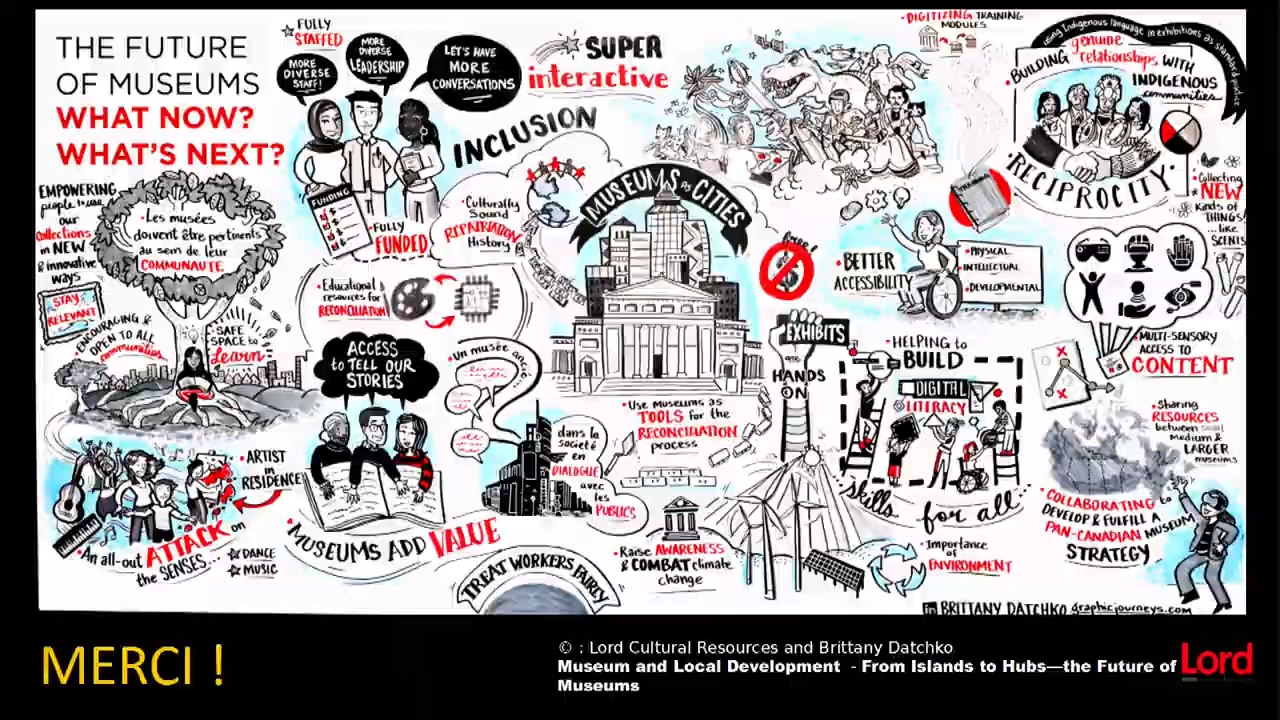 THE FUTURE
OF MUSEUMS
WHAT NOW?
WHAT'S NEXT?
☆ FULLY
STAFFED
MORE
DIVERSE
STAFF!
MORE
DIVERSE
LEADERSHIP
LET'S HAVE
MORE
CONVERSATIONS
INCLUSION
SUPER
interactive
• DIGITIZING TRAINING
MODULES
using Indigenous language in exhibitions as standard practice
• BUILDING genuine
relationships WITH
INDIGENOUS
communities
•RECIPROCITY•
• Collecting
NEW
kinds of
THINGS!
...like
SCENTS
EMPOWERING
people to use
our
collections
in NEW
& innovative
ways
• Les musées
doivent être pertinents
au sein de leur
COMMUNAUTÉ
STAY
RELEVANT
• ENCOURAGING &
OPEN TO ALL
communities
SAFE
SPACE to
Learn
FUNDING
•FULLY
FUNDED
•Culturally
Sound
REPATRIATION
History
• Educational
resources for
RECONCILIATION
MUSEUMS as CITIES
free!
• BETTER
ACCESSIBILITY
• PHYSICAL
• INTELLECTUAL
• DEVELOPMENTAL
• MULTI-SENSORY
ACCESS TO
CONTENT
ACCESS
to TELL OUR
STORIES
• Un musée ancré...
dans la
société
en
DIALOGUE
avec
les
PUBLICS
EXHIBITS
are
HANDS
ON
• HELPING to
BUILD
DIGITAL
LITERACY
skills for all
• Use MUSEUMS as
TOOLS for the
RECONCILIATION
process
• Sharing
RESOURCES
between small
medium &
LARGER
museums
• ARTIST
in
RESIDENCE
• An all-out ATTACK on
the SENSES...
☆ DANCE
☆ MUSIC
• MUSEUMS ADD VALUE
TREAT WORKERS FAIRLY
• Raise AWARENESS
& COMBAT climate
change
• Importance
of
ENVIRONMENT
• COLLABORATING to
DEVELOP & FULFILL A
PAN-CANADIAN MUSEUM
STRATEGY
in BRITTANY DATCHKO graphicjourneys.com
MERCI !
© : Lord Cultural Resources and Brittany Datchko
Museum and Local Development - From Islands to Hubs—the Future of
Museums
Lord